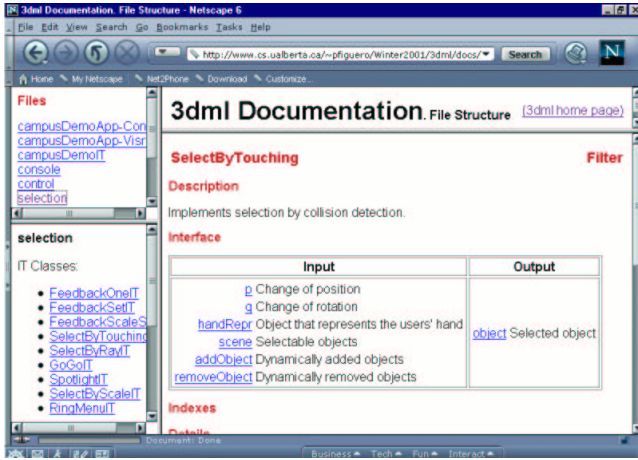 3dml Documentation. File Structure - Netscape 6
File Edit View Search Go Bookmarks Tasks Help
http://www.cs.ualberta.ca/~pfiguero/Winter2001/3dml/docs/
Search
N
Home My Netscape Net2Phone Download Customize...
Files
campusDemoApp-Con
campusDemoApp-Visr
campusDemoIT
console
control
selection
selection
IT Classes:
FeedbackOneIT
FeedbackSetIT
FeedbackScaleS
SelectByTouching
SelectByRayIT
GoGoIT
SpotlightIT
SelectByScaleIT
RingMenuIT
3dml Documentation. File Structure (3dml home page)
SelectByTouching Filter
Description
Implements selection by collision detection.
Interface
Input Output
p Change of position
q Change of rotation
handRepr Object that represents the users' hand
scene Selectable objects
addObject Dynamically added objects
removeObject Dynamically removed objects
object Selected object
Indexes
Details
Document: Done
Business Tech Fun Interact